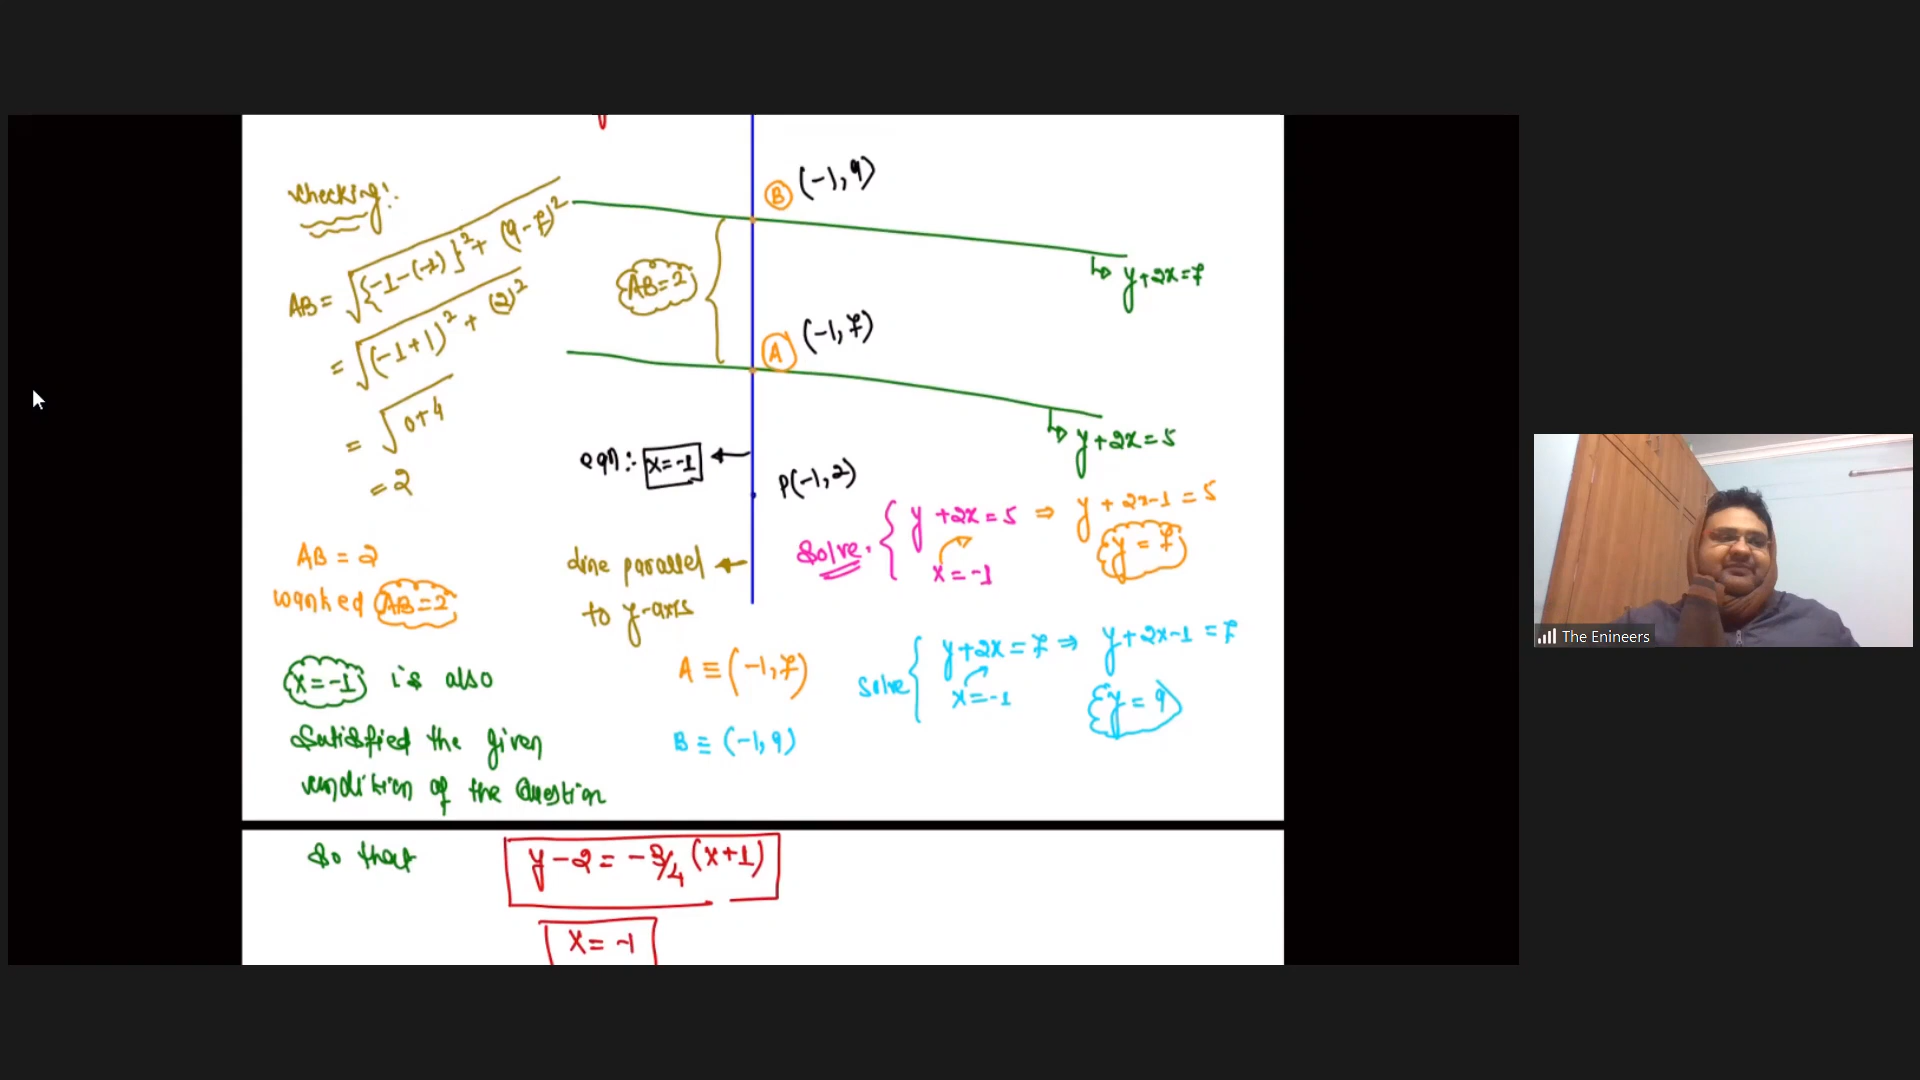 Checking:-
AB = √{-1-(-1)}² + (9-7)²
= √(-1+1)² + (2)²
= √0+4
= 2
AB = 2
wanked AB=2
x=-1 is also
Satisfied the given
condition of the Question
B (-1, 9)
AB=2
y+2x=7
A (-1, 7)
y+2x=5
eqn:- x=-1
P(-1, 2)
line parallel
to y-axis
Solve. { y+2x=5 ⇒ y+2x-1=5
x=-1
y=7
A ≡ (-1, 7)
B ≡ (-1, 9)
Solve { y+2x=7 ⇒ y+2x-1=7
x=-1
y=9
So that
y-2=-3/4 (x+1)
x=-1
The Enineers